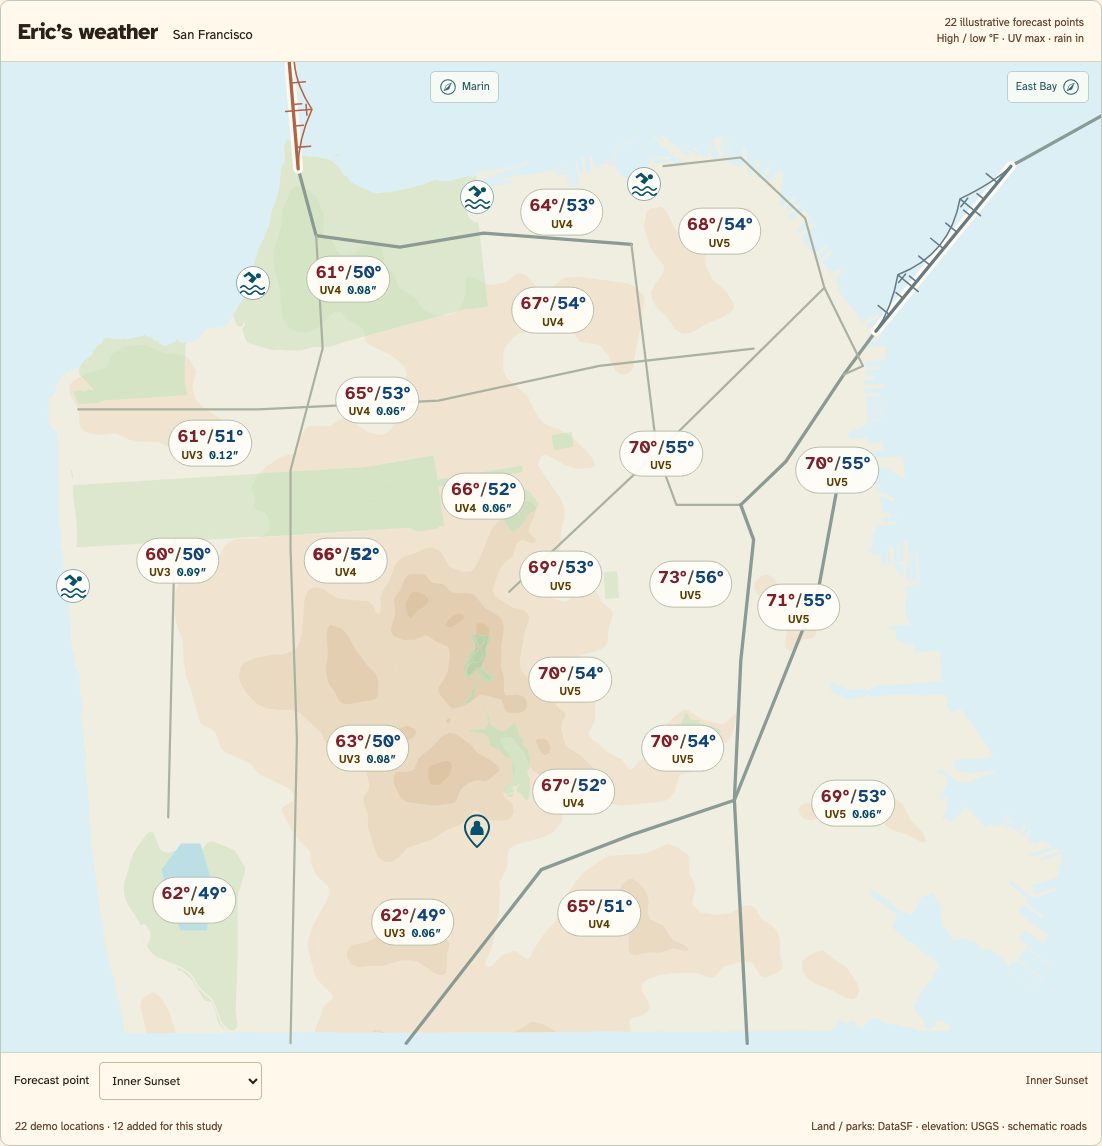 Eric's weather
San Francisco
22 illustrative forecast points
High / low °F · UV max · rain in
Marin
East Bay
64°/53°
UV4
68°/54°
UV5
61°/50°
UV4 0.08″
67°/54°
UV4
65°/53°
UV4 0.06″
61°/51°
UV3 0.12″
70°/55°
UV5
70°/55°
UV5
66°/52°
UV4 0.06″
60°/50°
UV3 0.09″
66°/52°
UV4
69°/53°
UV5
73°/56°
UV5
71°/55°
UV5
70°/54°
UV5
63°/50°
UV3 0.08″
70°/54°
UV5
67°/52°
UV4
69°/53°
UV5 0.06″
62°/49°
UV4
62°/49°
UV3 0.06″
65°/51°
UV4
Forecast point
Inner Sunset
Inner Sunset
22 demo locations · 12 added for this study
Land / parks: DataSF · elevation: USGS · schematic roads